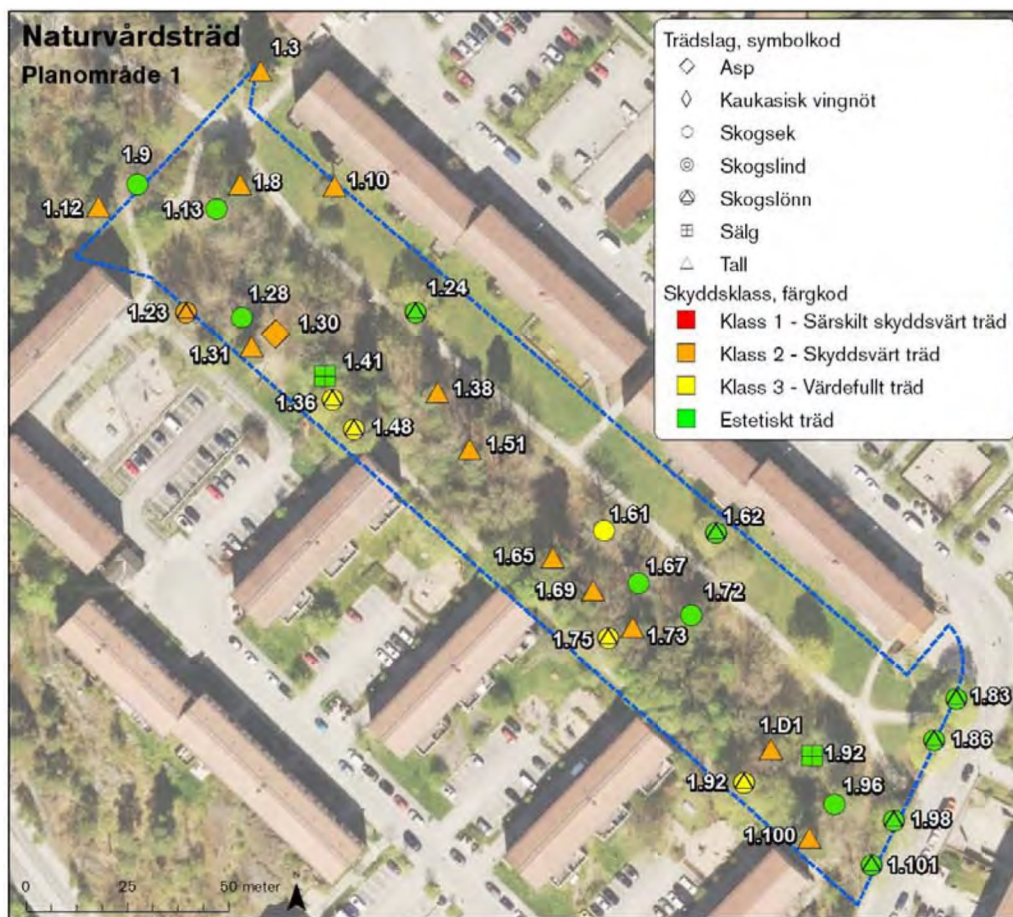 Naturvårdsträd
Planområde 1
Trädslag, symbolkod
Asp
Kaukasisk vingnöt
Skogsek
Skogslind
Skogslönn
Sälg
Tall
Skyddsklass, färgkod
Klass 1 - Särskilt skyddsvärt träd
Klass 2 - Skyddsvärt träd
Klass 3 - Värdefullt träd
Estetiskt träd
1.3
1.9
1.8
1.10
1.12
1.13
1.23
1.28
1.24
1.30
1.31
1.41
1.38
1.36
1.48
1.51
1.61
1.62
1.65
1.67
1.69
1.72
1.73
1.75
1.83
1.D1
1.86
1.92
1.92
1.96
1.98
1.100
1.101
0 25 50 meter
N